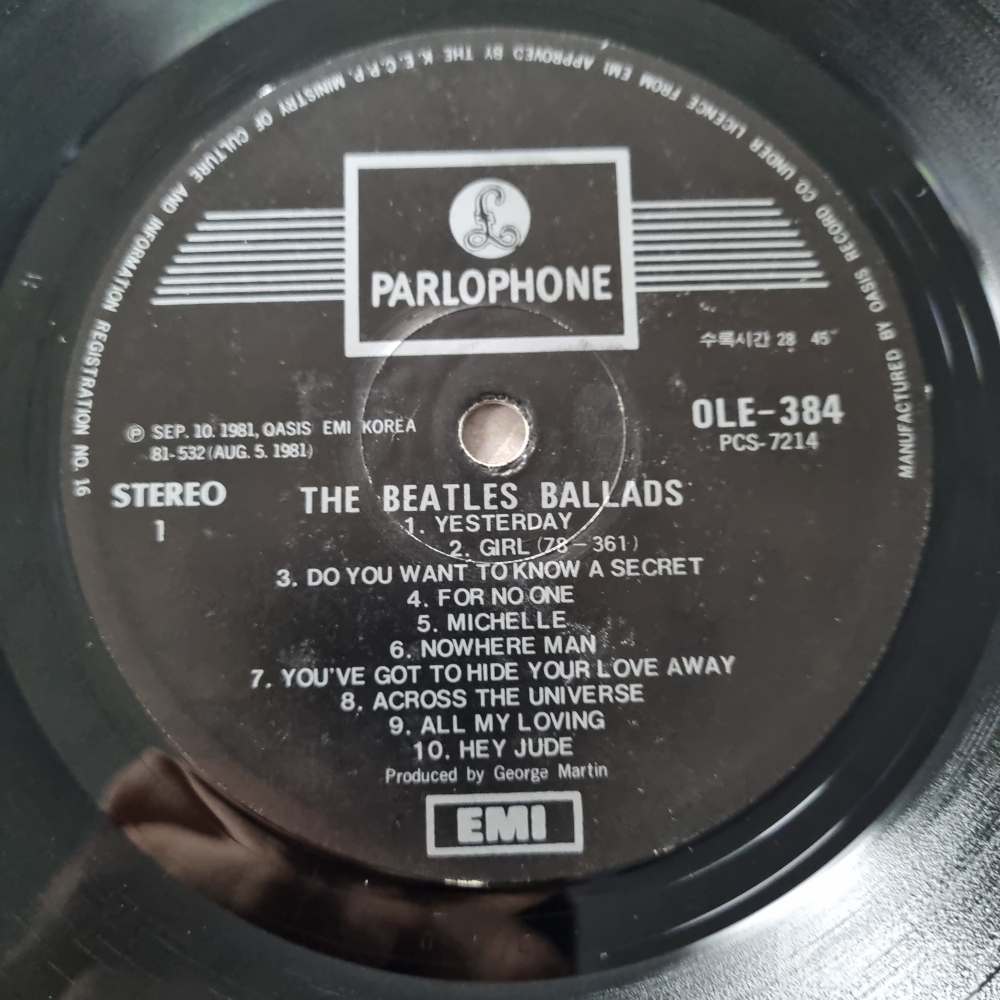 MANUFACTURED BY OASIS RECORD CO. UNDER LICENCE FROM EMI APPROVED BY THE K.E.C.P.P. MINISTRY OF CULTURE AND INFORMATION REGISTRATION NO. 16
£
PARLOPHONE
수록시간 28 45"
OLE-384
PCS-7214
Ⓟ SEP. 10. 1981, OASIS EMI KOREA
81-532 (AUG. 5. 1981)
STEREO
1
THE BEATLES BALLADS
1. YESTERDAY
2. GIRL (78-361)
3. DO YOU WANT TO KNOW A SECRET
4. FOR NO ONE
5. MICHELLE
6. NOWHERE MAN
7. YOU'VE GOT TO HIDE YOUR LOVE AWAY
8. ACROSS THE UNIVERSE
9. ALL MY LOVING
10. HEY JUDE
Produced by George Martin
EMI